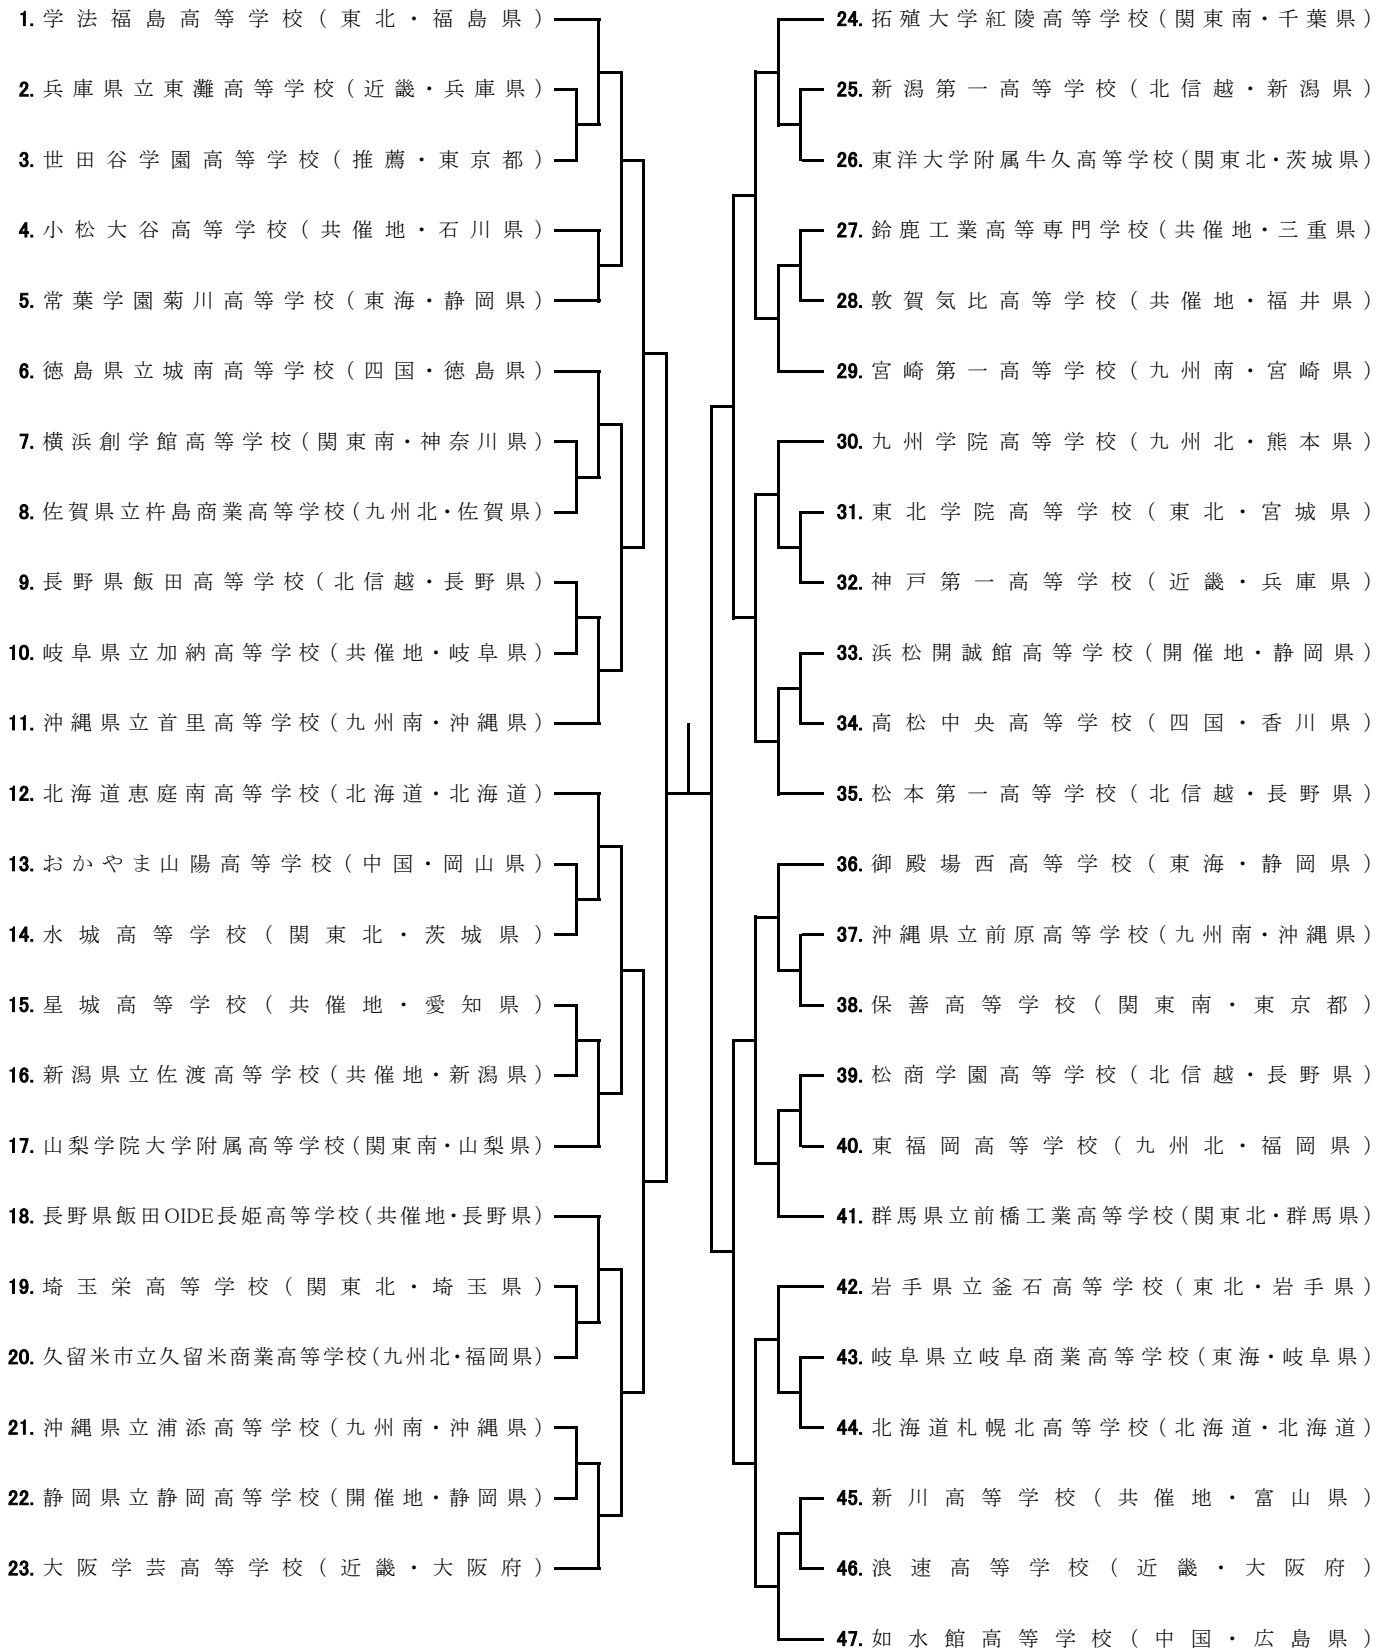 1. 学法福島高等学校(東北・福島県)
2. 兵庫県立東灘高等学校(近畿・兵庫県)
3. 世田谷学園高等学校(推薦・東京都)
4. 小松大谷高等学校(共催地・石川県)
5. 常葉学園菊川高等学校(東海・静岡県)
6. 徳島県立城南高等学校(四国・徳島県)
7. 横浜創学館高等学校(関東南・神奈川県)
8. 佐賀県立杵島商業高等学校(九州北・佐賀県)
9. 長野県飯田高等学校(北信越・長野県)
10. 岐阜県立加納高等学校(共催地・岐阜県)
11. 沖縄県立首里高等学校(九州南・沖縄県)
12. 北海道恵庭南高等学校(北海道・北海道)
13. おかやま山陽高等学校(中国・岡山県)
14. 水城高等学校(関東北・茨城県)
15. 星城高等学校(共催地・愛知県)
16. 新潟県立佐渡高等学校(共催地・新潟県)
17. 山梨学院大学附属高等学校(関東南・山梨県)
18. 長野県飯田OIDE長姫高等学校(共催地・長野県)
19. 埼玉栄高等学校(関東北・埼玉県)
20. 久留米市立久留米商業高等学校(九州北・福岡県)
21. 沖縄県立浦添高等学校(九州南・沖縄県)
22. 静岡県立静岡高等学校(開催地・静岡県)
23. 大阪学芸高等学校(近畿・大阪府)
24. 拓殖大学紅陵高等学校(関東南・千葉県)
25. 新潟第一高等学校(北信越・新潟県)
26. 東洋大学附属牛久高等学校(関東北・茨城県)
27. 鈴鹿工業高等専門学校(共催地・三重県)
28. 敦賀気比高等学校(共催地・福井県)
29. 宮崎第一高等学校(九州南・宮崎県)
30. 九州学院高等学校(九州北・熊本県)
31. 東北学院高等学校(東北・宮城県)
32. 神戸第一高等学校(近畿・兵庫県)
33. 浜松開誠館高等学校(開催地・静岡県)
34. 高松中央高等学校(四国・香川県)
35. 松本第一高等学校(北信越・長野県)
36. 御殿場西高等学校(東海・静岡県)
37. 沖縄県立前原高等学校(九州南・沖縄県)
38. 保善高等学校(関東南・東京都)
39. 松商学園高等学校(北信越・長野県)
40. 東福岡高等学校(九州北・福岡県)
41. 群馬県立前橋工業高等学校(関東北・群馬県)
42. 岩手県立釜石高等学校(東北・岩手県)
43. 岐阜県立岐阜商業高等学校(東海・岐阜県)
44. 北海道札幌北高等学校(北海道・北海道)
45. 新川高等学校(共催地・富山県)
46. 浪速高等学校(近畿・大阪府)
47. 如水館高等学校(中国・広島県)